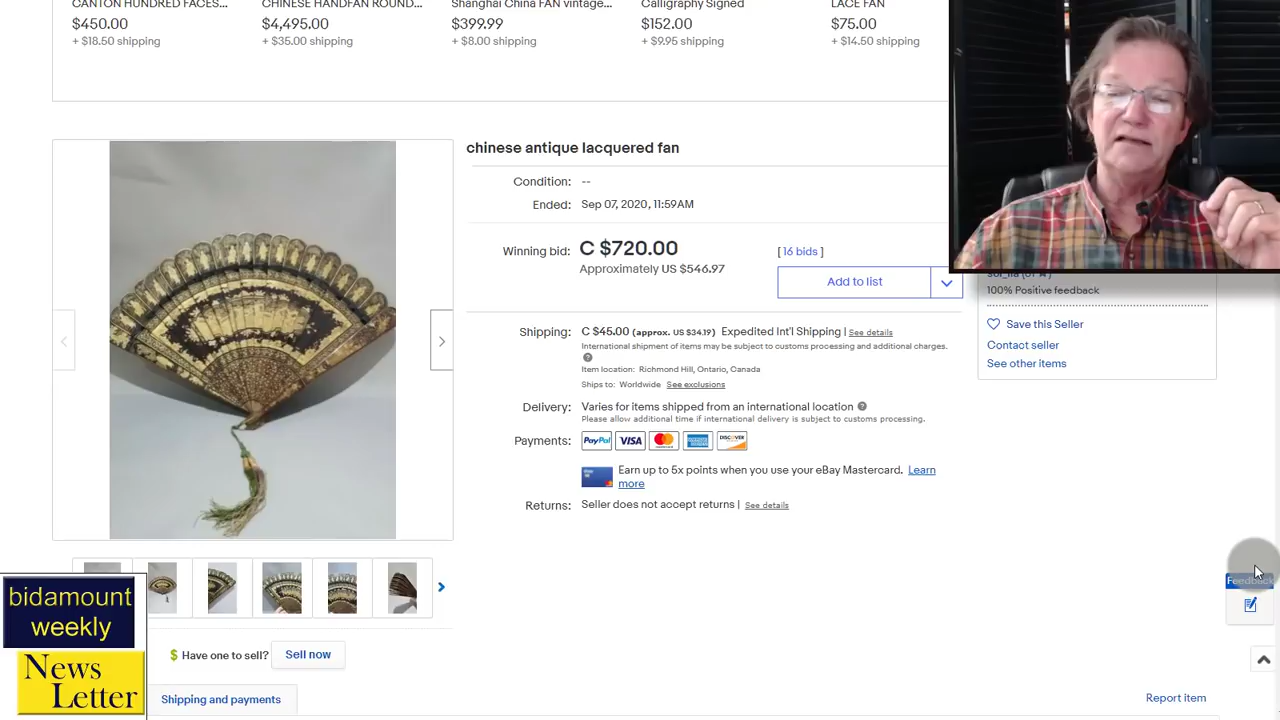 CANTON HUNDRED FACES...
$450.00
+ $18.50 shipping
CHINESE HANDFAN ROUND...
$4,495.00
+ $35.00 shipping
Shanghai China FAN vintage...
$399.99
+ $8.00 shipping
Calligraphy Signed
$152.00
+ $9.95 shipping
LACE FAN
$75.00
+ $14.50 shipping
chinese antique lacquered fan
Condition: --
Ended: Sep 07, 2020, 11:59AM
Winning bid: C $720.00 [ 16 bids ]
Approximately US $546.97
Add to list
Shipping: C $45.00 (approx. US $34.19) Expedited Int'l Shipping | See details
International shipment of items may be subject to customs processing and additional charges.
Item location: Richmond Hill, Ontario, Canada
Ships to: Worldwide See exclusions
Delivery: Varies for items shipped from an international location
Please allow additional time if international delivery is subject to customs processing.
Payments: PayPal VISA DISCOVER
Earn up to 5x points when you use your eBay Mastercard. Learn
more
Returns: Seller does not accept returns | See details
100% Positive feedback
Save this Seller
Contact seller
See other items
Feedback
bidamount
weekly
News
Letter
$ Have one to sell? Sell now
Shipping and payments
Report item